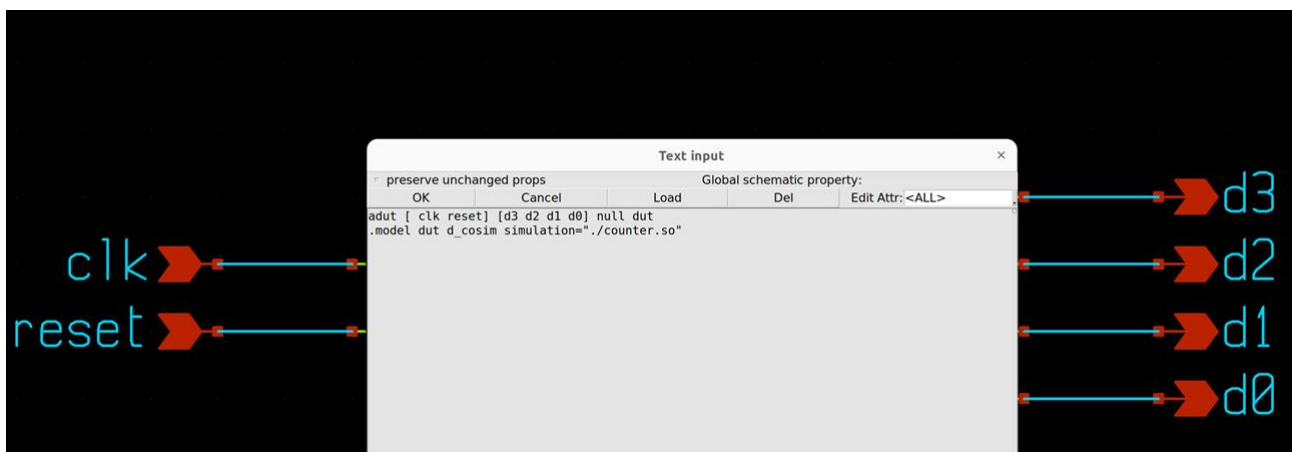 Text input ×
preserve unchanged props Global schematic property:
OK Cancel Load Del Edit Attr: <ALL>
adut [ clk reset] [d3 d2 d1 d0] null dut
.model dut d_cosim simulation="./counter.so"
clk
reset
d3
d2
d1
d0